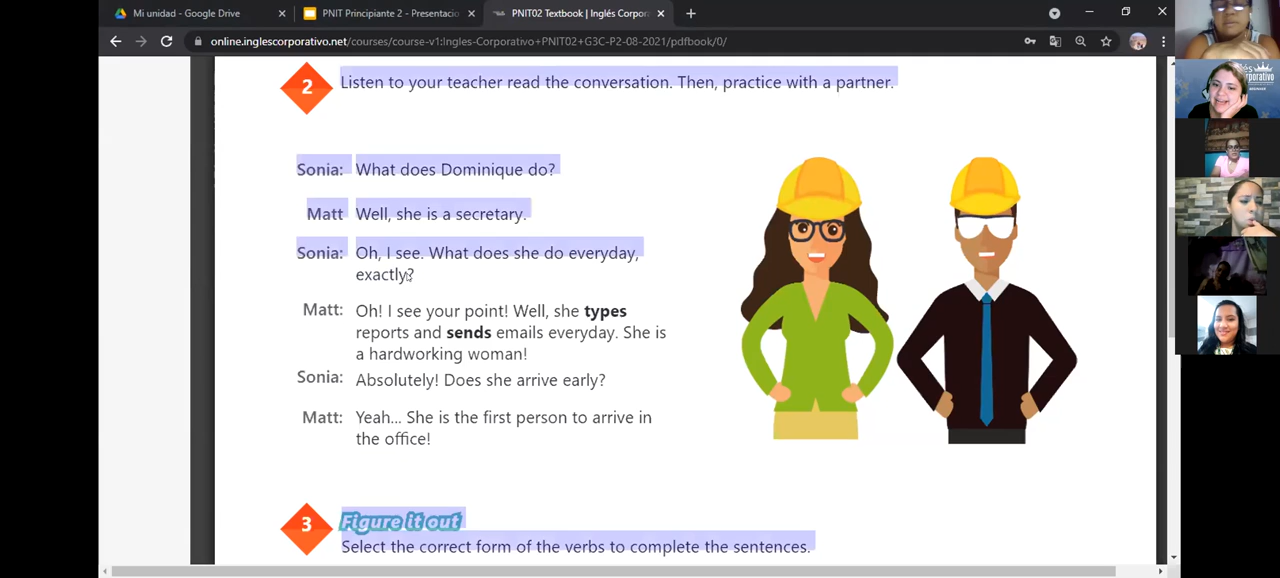 Mi unidad - Google Drive
PNIT Principiante 2 - Presentacio
PNIT02 Textbook | Inglés Corpora
online.inglescorporativo.net/courses/course-v1:Ingles-Corporativo+PNIT02+G3C-P2-08-2021/pdfbook/0/
2
Listen to your teacher read the conversation. Then, practice with a partner.
Sonia: What does Dominique do?
Matt Well, she is a secretary.
Sonia: Oh, I see. What does she do everyday,
exactly?
Matt: Oh! I see your point! Well, she types
reports and sends emails everyday. She is
a hardworking woman!
Sonia: Absolutely! Does she arrive early?
Matt: Yeah... She is the first person to arrive in
the office!
3
Figure it out
Select the correct form of the verbs to complete the sentences.